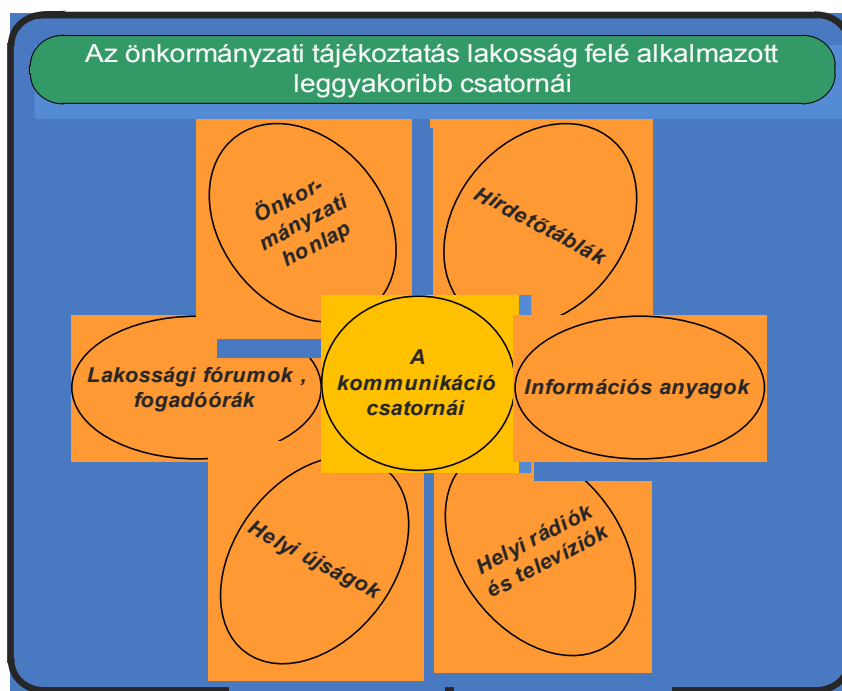 Az önkormányzati tájékoztatás lakosság felé alkalmazott
leggyakoribb csatornái
Önkor-
mányzati
honlap
Hirdetőtáblák
Lakossági fórumok ,
fogadóórák
A
kommunikáció
csatornái
Információs anyagok
Helyi újságok
Helyi rádiók
és televíziók